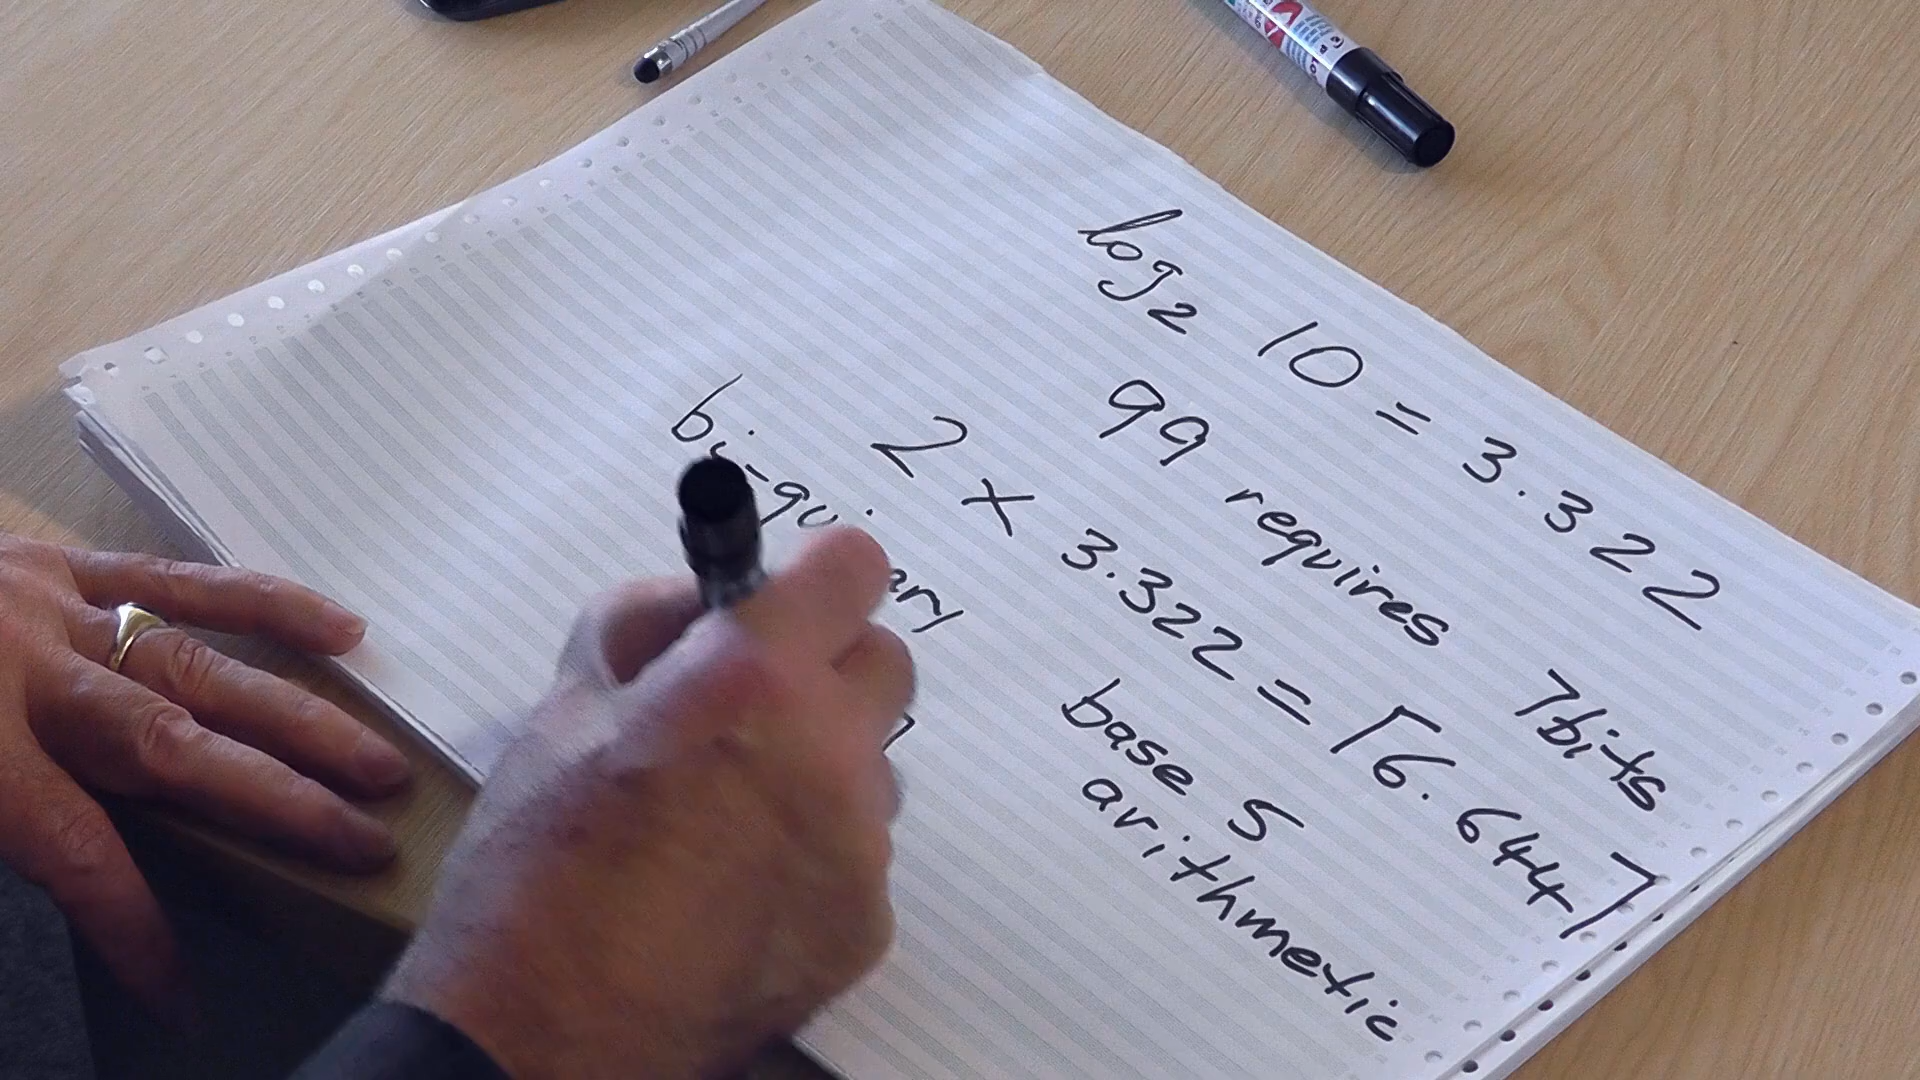 log₂ 10 = 3.322
99 requires 7bits
2 × 3.322 = ⌈6.644⌉
base 5
arithmetic